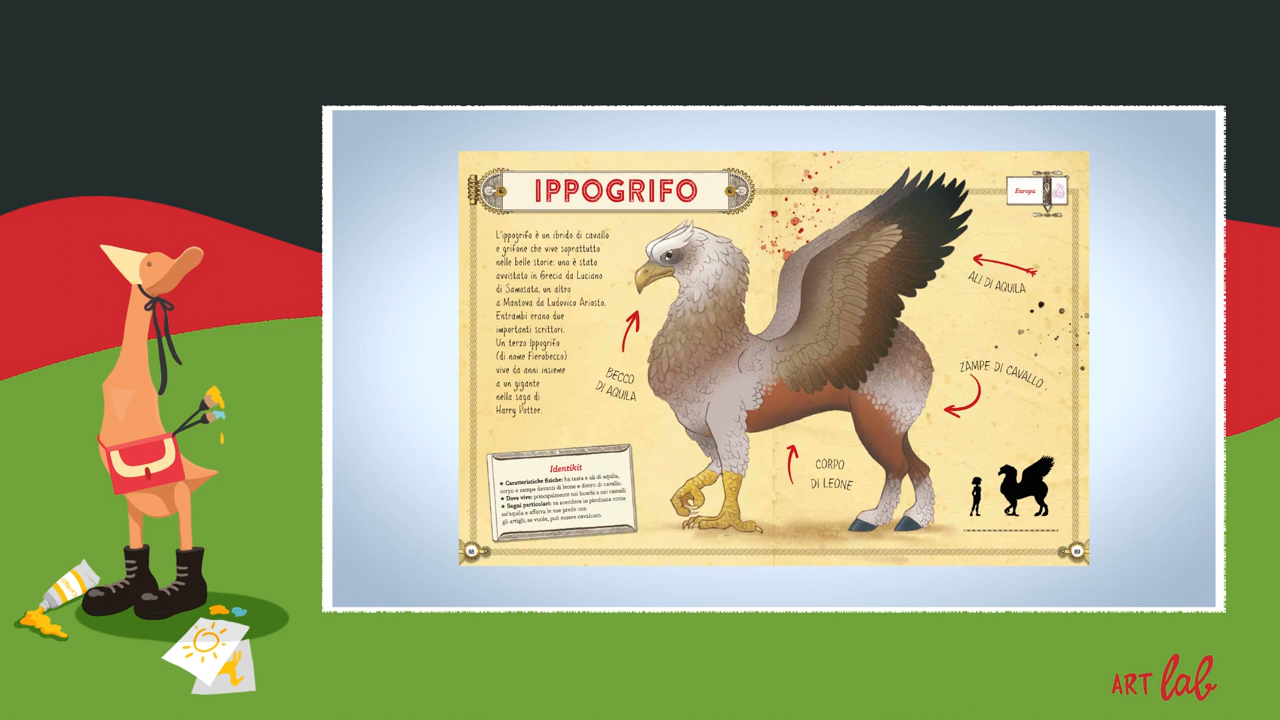 IPPOGRIFO
Europa
L'ippogrifo è un ibrido di cavallo
e grifone che vive soprattutto
nelle belle storie: uno è stato
avvistato in Grecia da Luciano
di Samosata, un altro
a Mantova da Ludovico Ariosto.
Entrambi erano due
importanti scrittori.
Un terzo Ippogrifo
(di nome Fierobecco)
vive da anni insieme
a un gigante
nella saga di
Harry Potter.
BECCO
DI AQUILA
ALI DI AQUILA
ZAMPE DI CAVALLO
CORPO
DI LEONE
Identikit
★ Caratteristiche fisiche: ha testa e ali di aquila,
corpo e zampe davanti di leone e dietro di cavallo.
★ Dove vive: principalmente nei boschi e nei castelli
★ Segni particolari: sa scendere in picchiata come
un'aquila e afferra le sue prede con
gli artigli; se vuole, può essere cavalcato.
88
89
ART lab